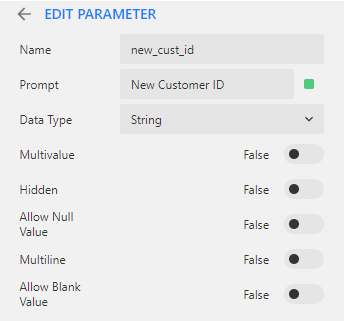 EDIT PARAMETER
Name new_cust_id
Prompt New Customer ID
Data Type String
Multivalue False
Hidden False
Allow Null
Value False
Multiline False
Allow Blank
Value False